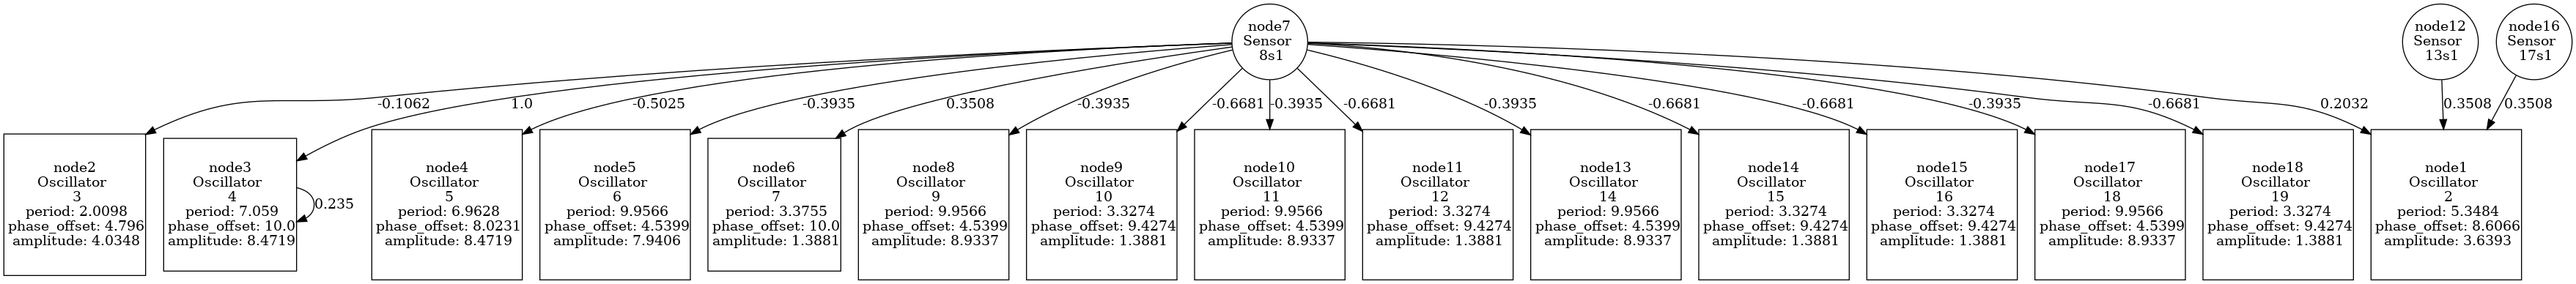 node7
Sensor
8s1
node12
Sensor
13s1
node16
Sensor
17s1
-0.1062
1.0
-0.5025
-0.3935
0.3508
-0.3935
-0.6681
-0.3935
-0.6681
-0.3935
-0.6681
-0.6681
-0.3935
-0.6681
0.2032
0.3508
0.3508
node2
Oscillator
3
period: 2.0098
phase_offset: 4.796
amplitude: 4.0348
node3
Oscillator
4
period: 7.059
phase_offset: 10.0
amplitude: 8.4719
0.235
node4
Oscillator
5
period: 6.9628
phase_offset: 8.0231
amplitude: 8.4719
node5
Oscillator
6
period: 9.9566
phase_offset: 4.5399
amplitude: 7.9406
node6
Oscillator
7
period: 3.3755
phase_offset: 10.0
amplitude: 1.3881
node8
Oscillator
9
period: 9.9566
phase_offset: 4.5399
amplitude: 8.9337
node9
Oscillator
10
period: 3.3274
phase_offset: 9.4274
amplitude: 1.3881
node10
Oscillator
11
period: 9.9566
phase_offset: 4.5399
amplitude: 8.9337
node11
Oscillator
12
period: 3.3274
phase_offset: 9.4274
amplitude: 1.3881
node13
Oscillator
14
period: 9.9566
phase_offset: 4.5399
amplitude: 8.9337
node14
Oscillator
15
period: 3.3274
phase_offset: 9.4274
amplitude: 1.3881
node15
Oscillator
16
period: 3.3274
phase_offset: 9.4274
amplitude: 1.3881
node17
Oscillator
18
period: 9.9566
phase_offset: 4.5399
amplitude: 8.9337
node18
Oscillator
19
period: 3.3274
phase_offset: 9.4274
amplitude: 1.3881
node1
Oscillator
2
period: 5.3484
phase_offset: 8.6066
amplitude: 3.6393